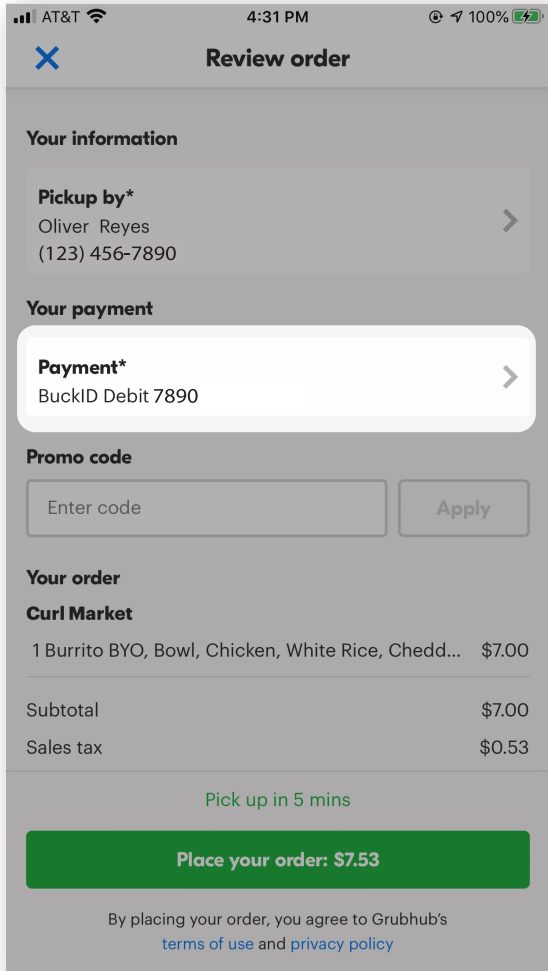 AT&T 4:31 PM 100%
Review order
Your information
Pickup by*
Oliver Reyes
(123) 456-7890
Your payment
Payment*
BuckID Debit 7890
Promo code
Enter code Apply
Your order
Curl Market
1 Burrito BYO, Bowl, Chicken, White Rice, Chedd... $7.00
Subtotal $7.00
Sales tax $0.53
Pick up in 5 mins
Place your order: $7.53
By placing your order, you agree to Grubhub's
terms of use and privacy policy